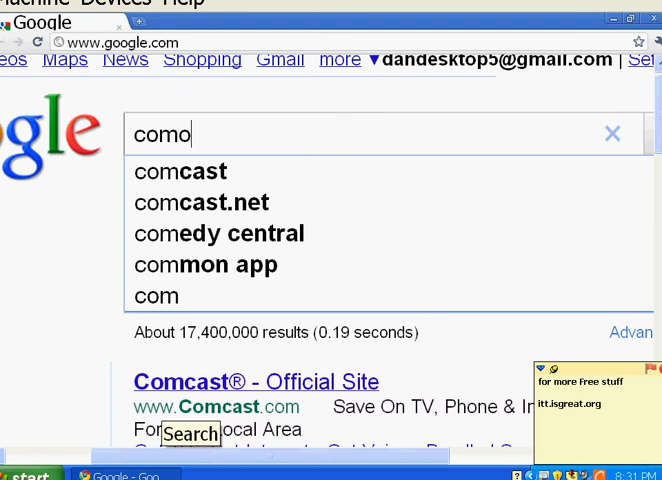 Machine Devices Help
Google
www.google.com
eos Maps News Shopping Gmail more ▼ dandesktop5@gmail.com | Set
ogle
como
comcast
comcast.net
comedy central
common app
com
About 17,400,000 results (0.19 seconds) Advan
Comcast® - Official Site
www.Comcast.com Save On TV, Phone & In
For Local Area
Search
for more Free stuff
itt.isgreat.org
start Google - Goo... 8:31 PM